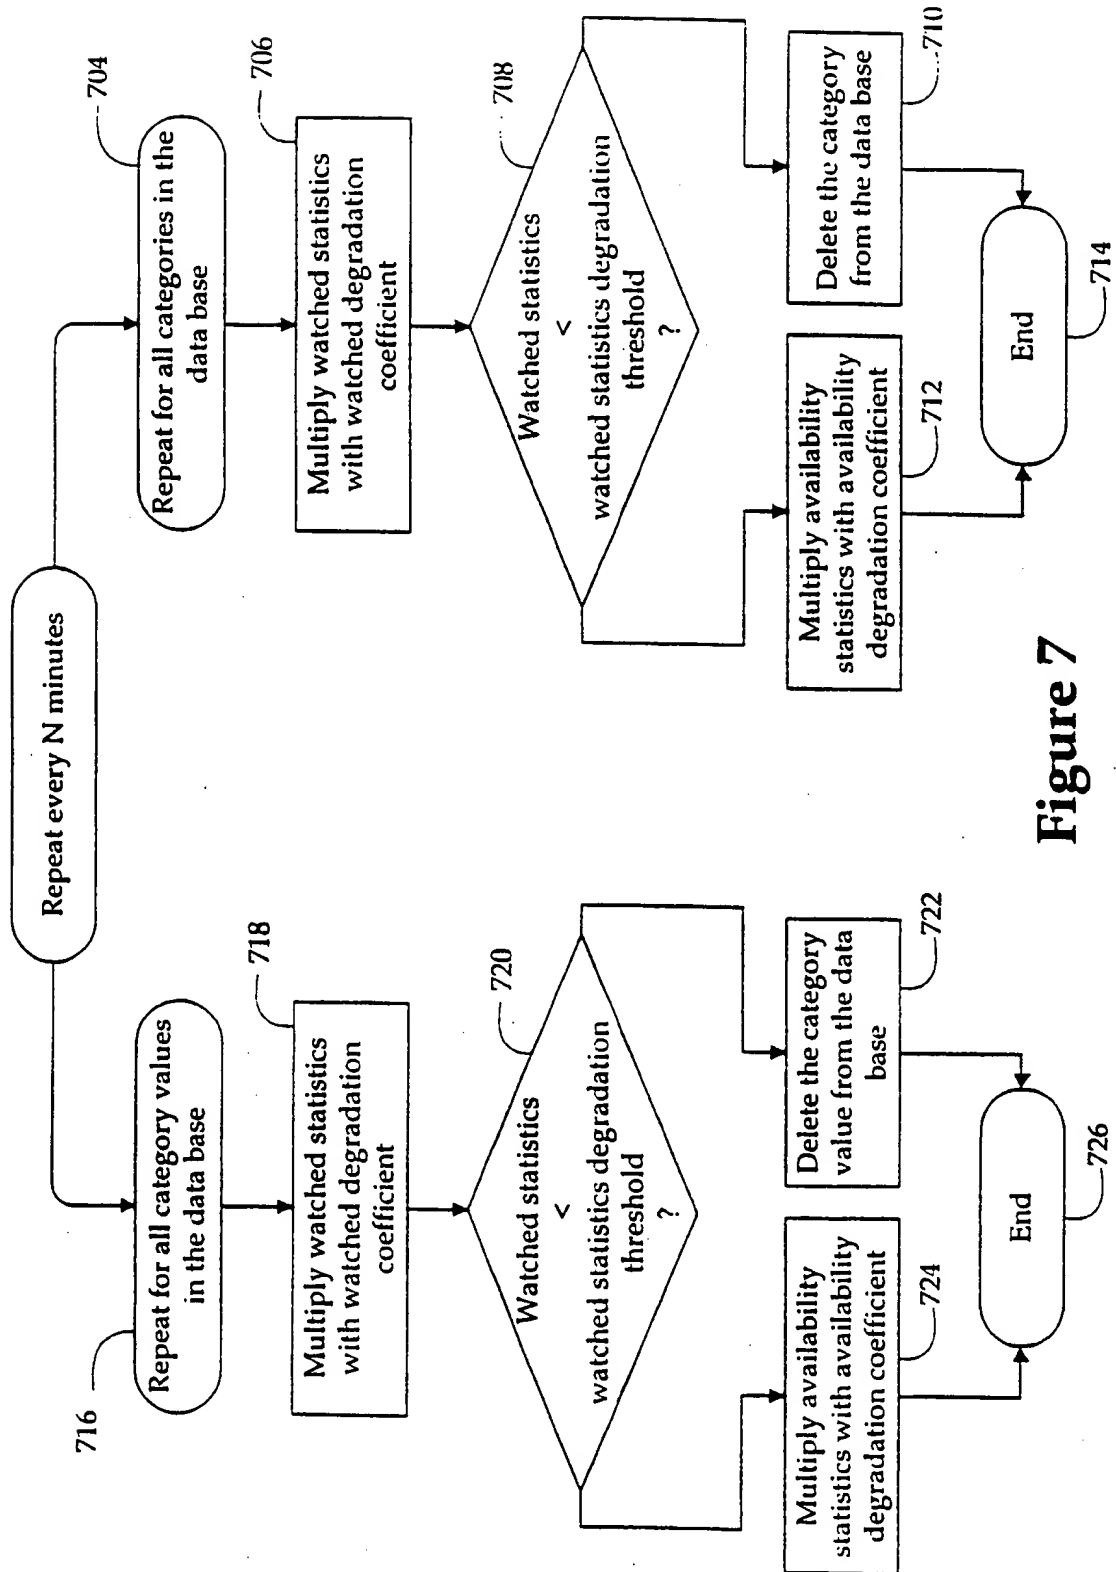 Repeat every N minutes
716
Repeat for all category values
in the data base
718
Multiply watched statistics
with watched degradation
coefficient
720
Watched statistics
<
watched statistics degradation
threshold
?
Multiply availability
statistics with availability
degradation coefficient
724
Delete the category
value from the data
base
722
End
726
704
Repeat for all categories in the
data base
706
Multiply watched statistics
with watched degradation
coefficient
708
Watched statistics
<
watched statistics degradation
threshold
?
Multiply availability
statistics with availability
degradation coefficient
712
Delete the category
from the data base
710
End
714
Figure 7